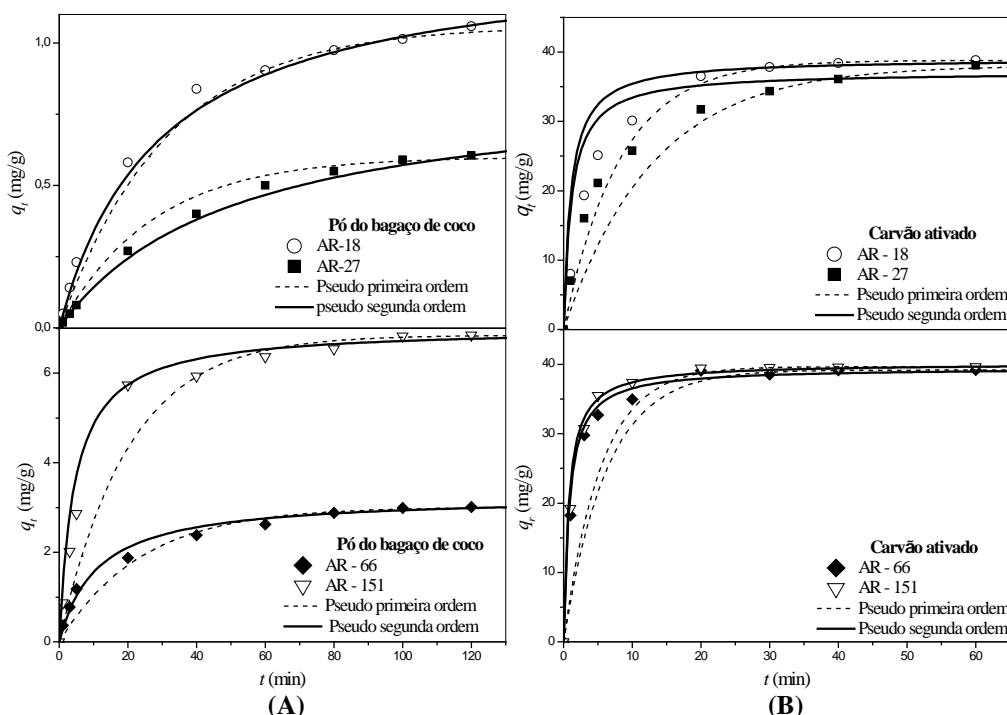 1,0
0,5
0,0
q_t (mg/g)
Pó do bagaço de coco
AR-18
AR-27
Pseudo primeira ordem
pseudo segunda ordem
6
4
2
0
q_t (mg/g)
Pó do bagaço de coco
AR - 66
AR - 151
Pseudo primeira ordem
Pseudo segunda ordem
0 20 40 60 80 100 120
t (min)
(A)
40
30
20
10
0
q_t (mg/g)
Carvão ativado
AR - 18
AR - 27
Pseudo primeira ordem
Pseudo segunda ordem
40
30
20
10
0
q_r (mg/g)
Carvão ativado
AR - 66
AR - 151
Pseudo primeira ordem
Pseudo segunda ordem
0 10 20 30 40 50 60
t (min)
(B)